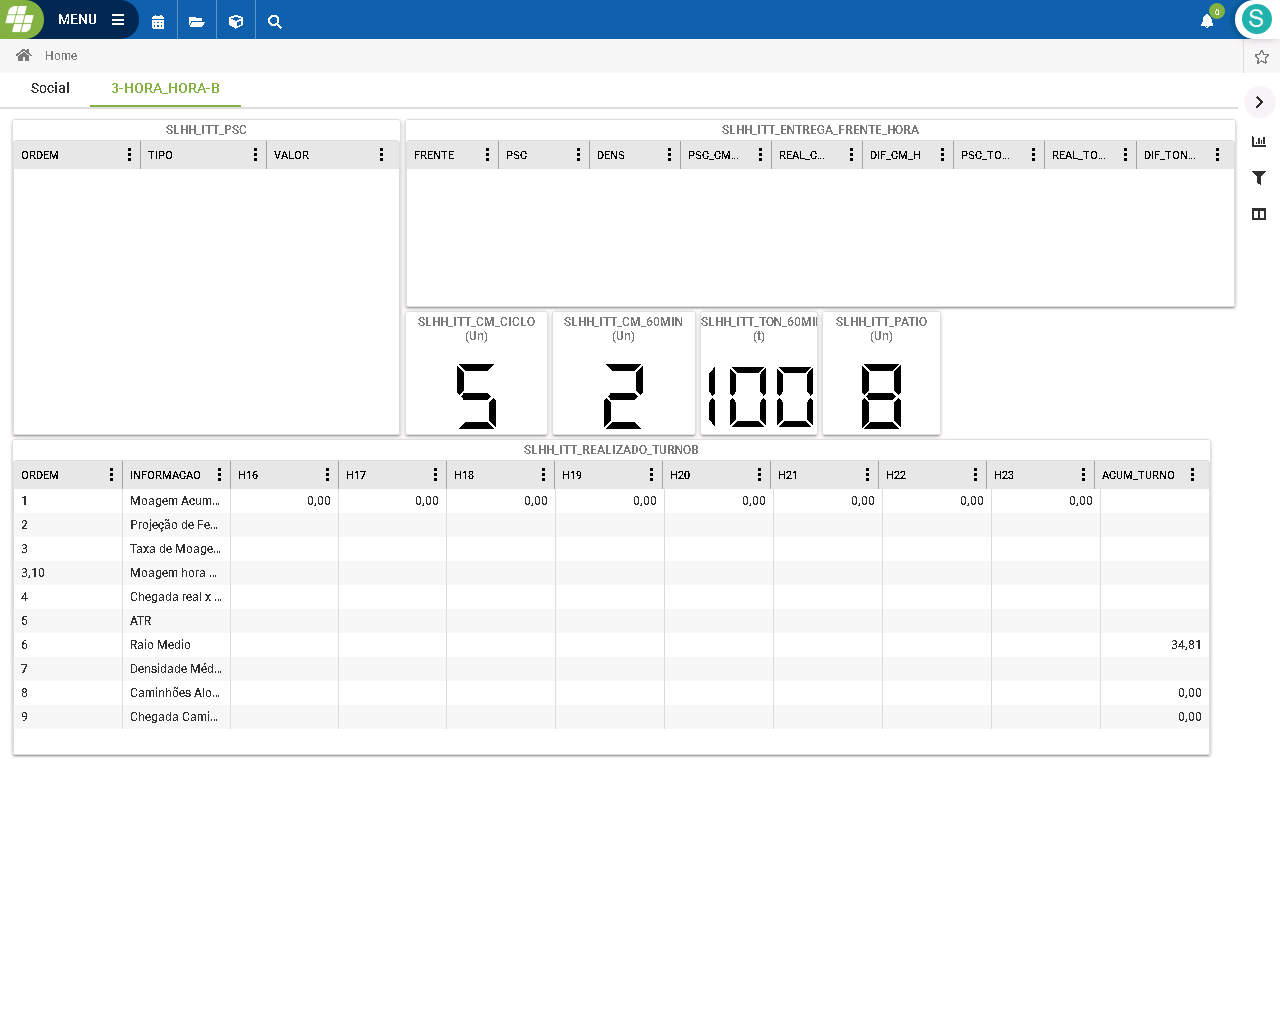 MENU
0
S
Home
Social
3-HORA_HORA-B
SLHH_ITT_PSC
ORDEM TIPO VALOR
SLHH_ITT_ENTREGA_FRENTE_HORA
FRENTE PSC DENS PSC_CM... REAL_C... DIF_CM_H PSC_TO... REAL_TO... DIF_TON...
SLHH_ITT_CM_CICLO
(Un)
5
SLHH_ITT_CM_60MIN
(Un)
2
SLHH_ITT_TON_60MI
(t)
100
SLHH_ITT_PATIO
(Un)
8
SLHH_ITT_REALIZADO_TURNOB
ORDEM INFORMACAO H16 H17 H18 H19 H20 H21 H22 H23 ACUM_TURNO
1 Moagem Acum... 0,00 0,00 0,00 0,00 0,00 0,00 0,00 0,00
2 Projeção de Fe...
3 Taxa de Moage...
3,10 Moagem hora ...
4 Chegada real x ...
5 ATR
6 Raio Medio 34,81
7 Densidade Méd...
8 Caminhões Alo... 0,00
9 Chegada Cami... 0,00